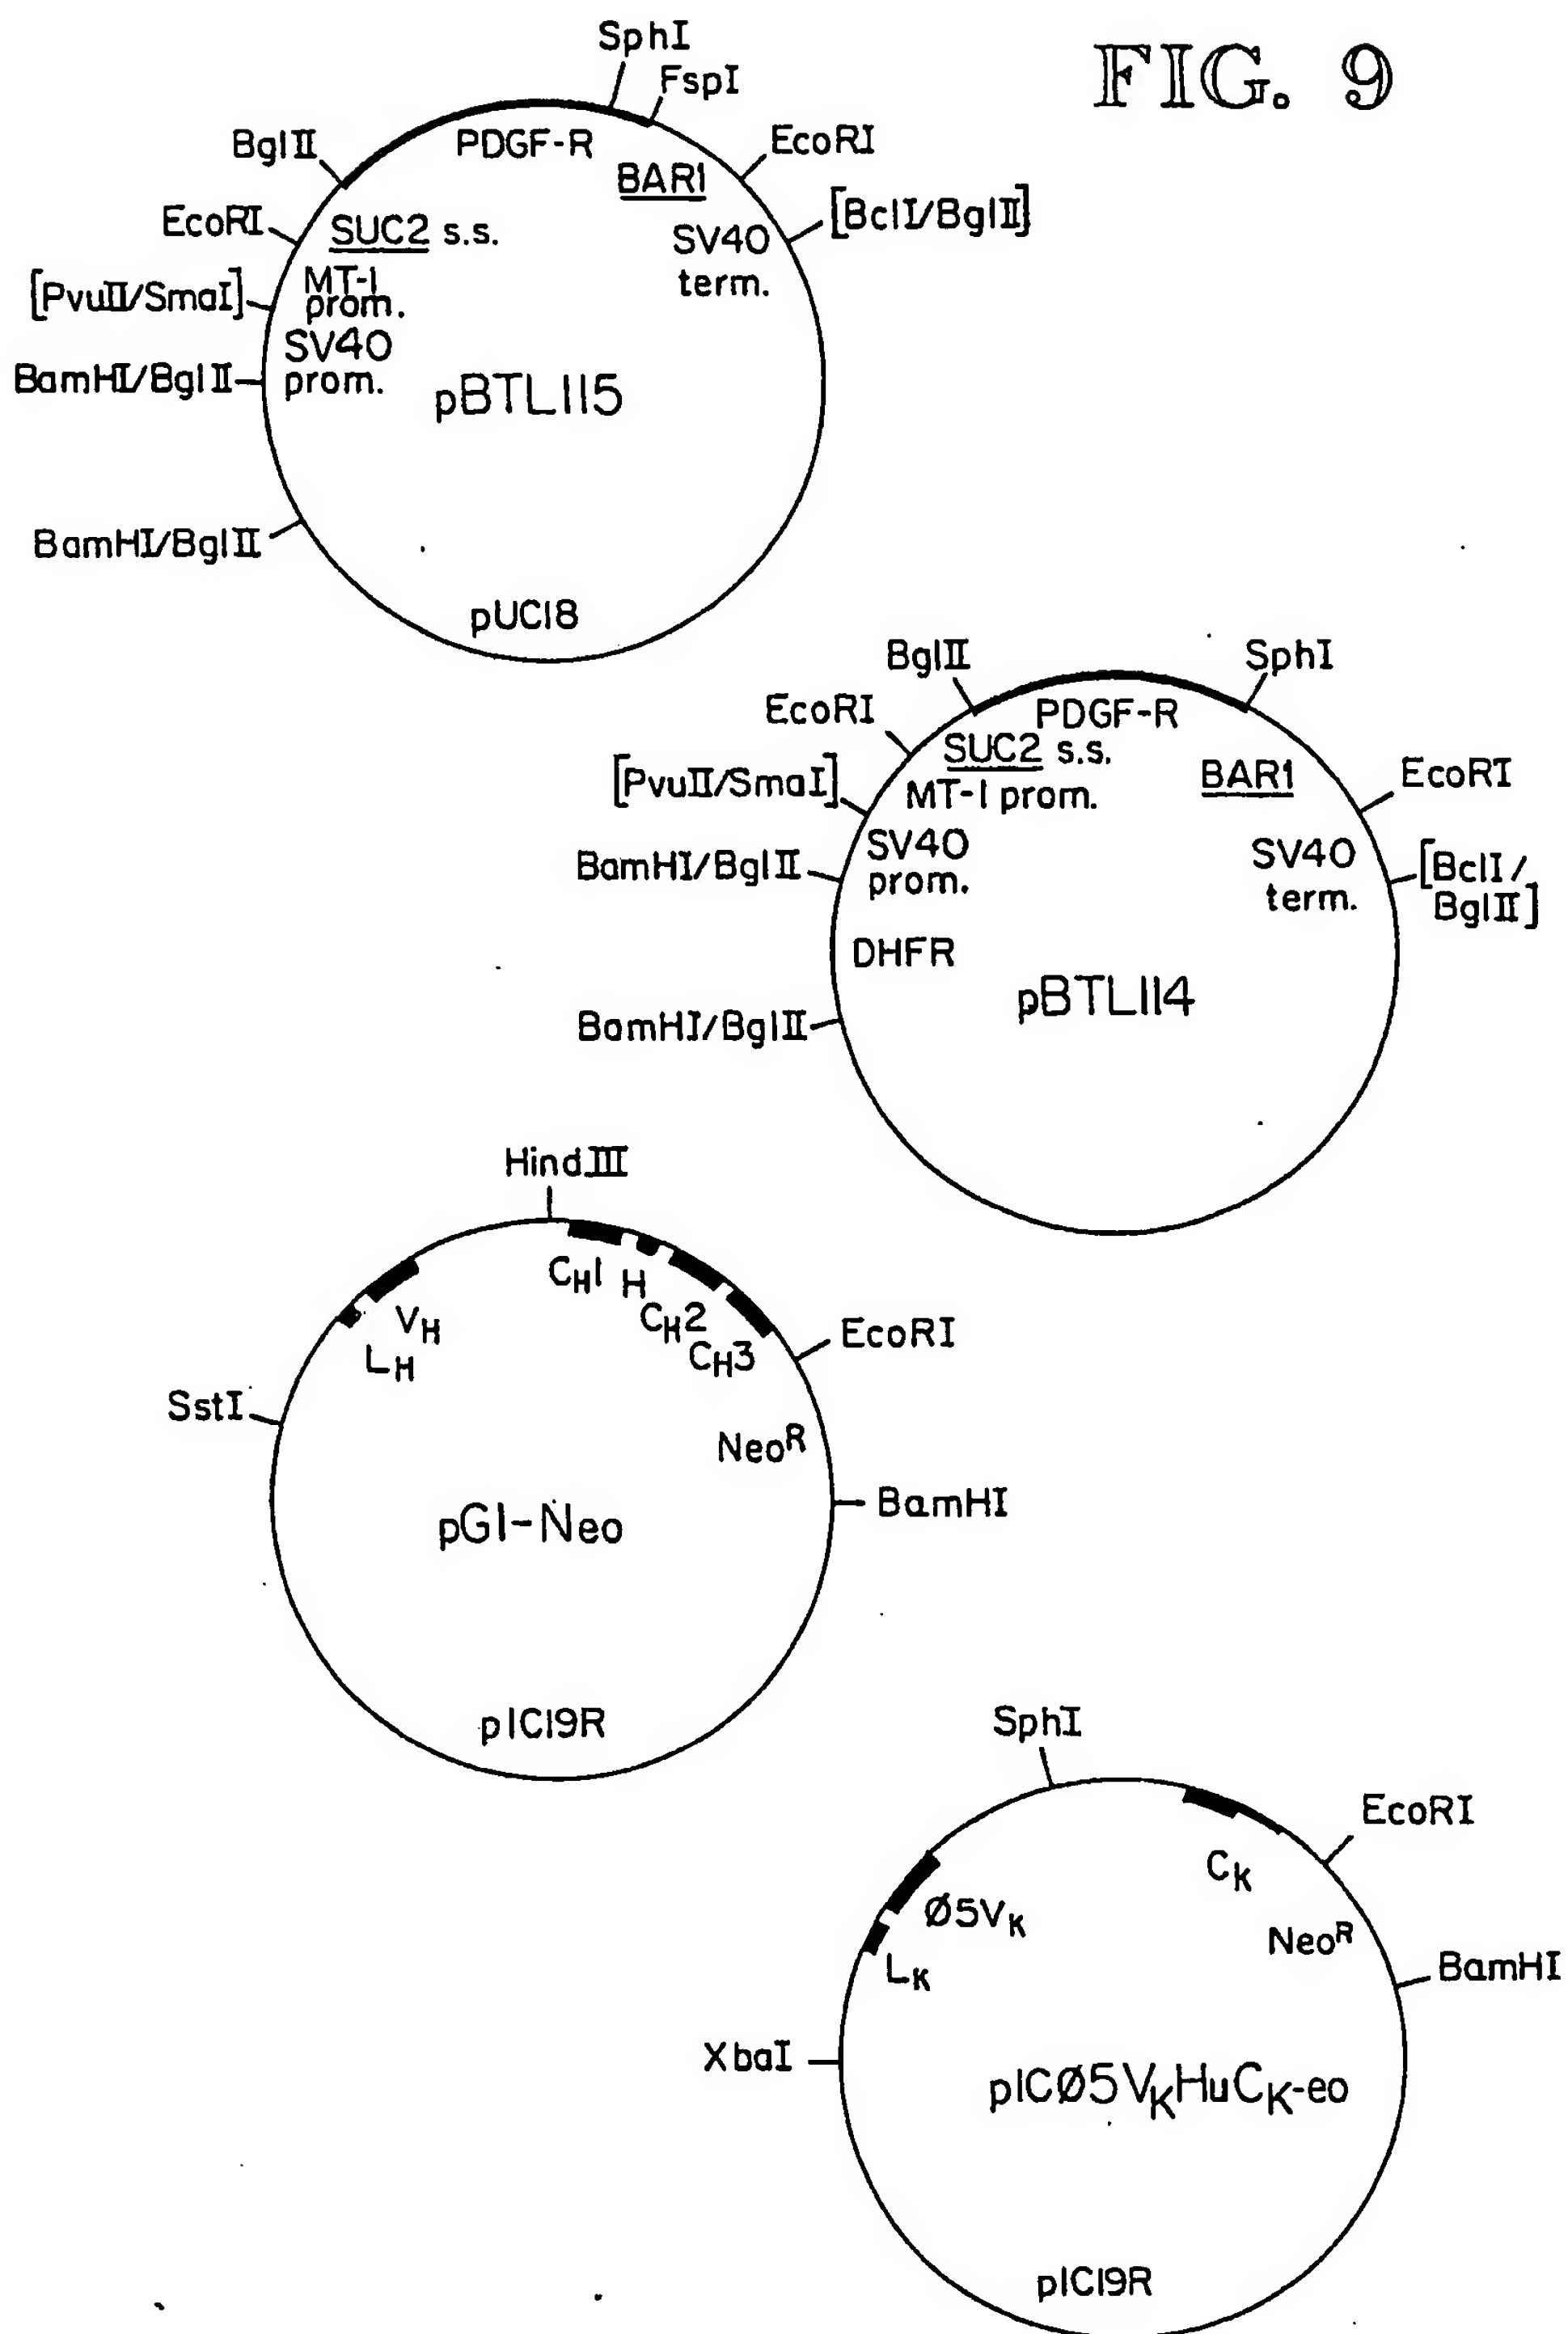 FIG. 9
SphI
FspI
BglII
PDGF-R
EcoRI
BAR1
EcoRI
SUC2 s.s.
[BclI/BglII]
SV40
term.
[PvuII/SmaI]
MT-1
prom.
SV40
prom.
BamHI/BglII
pBTL115
BamHI/BglII
pUC18
BglII
SphI
EcoRI
PDGF-R
SUC2 s.s.
[PvuII/SmaI]
MT-1 prom.
BAR1
EcoRI
SV40
prom.
BamHI/BglII
SV40
term.
[BclI/
BglII]
DHFR
pBTL114
BamHI/BglII
HindIII
CH1
H
CH2
CH3
VH
LH
EcoRI
SstI
NeoR
BamHI
pG1-Neo
pIC19R
SphI
EcoRI
CK
Ø5VK
LK
NeoR
BamHI
XbaI
pICØ5VKHuCK-eo
pIC19R